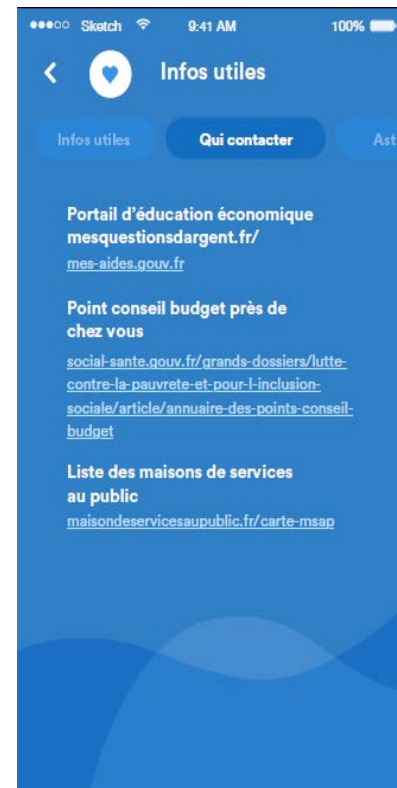 Sketch 9:41 AM 100%
Infos utiles
Infos utiles Qui contacter Ast
Portail d'éducation économique
mesquestionsdargent.fr/
mes-aides.gouv.fr
Point conseil budget près de
chez vous
social-sante.gouv.fr/grands-dossiers/lutte-
contre-la-pauvrete-et-pour-l-inclusion-
sociale/article/annuaire-des-points-conseil-
budget
Liste des maisons de services
au public
maisondeservicesaupublic.fr/carte-msap